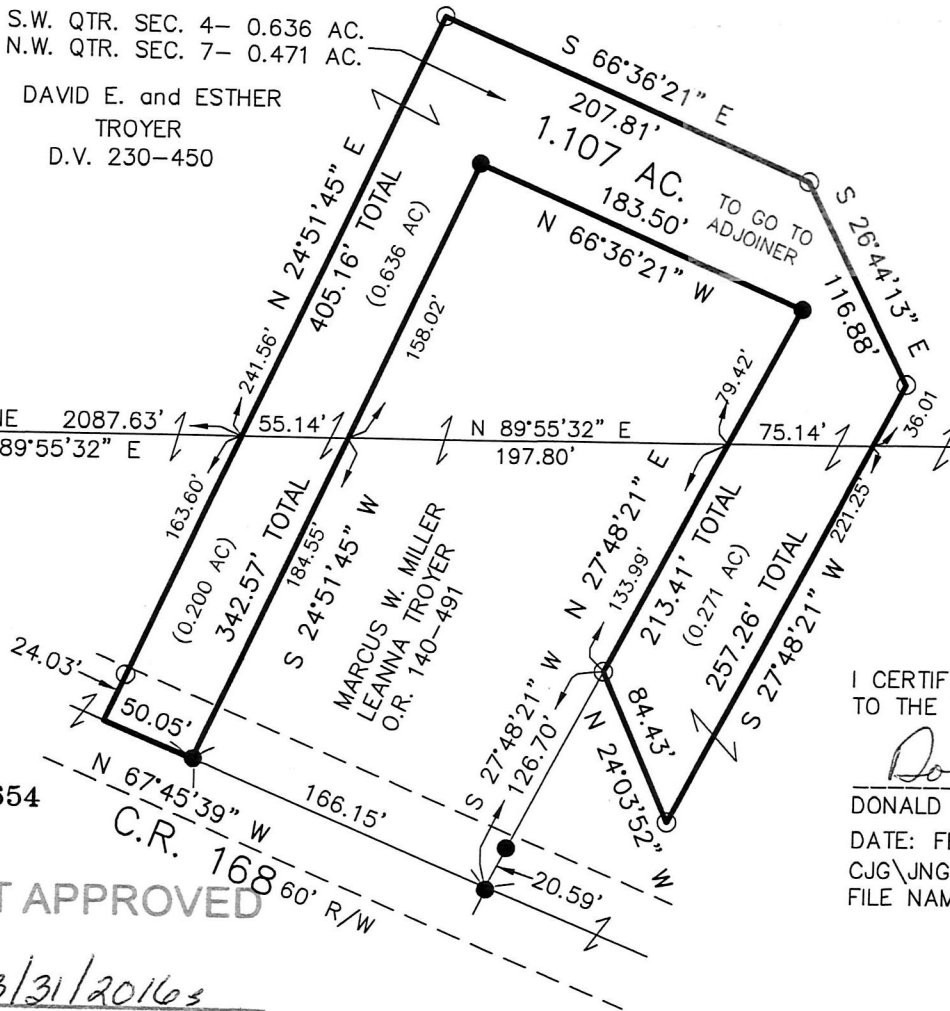 S.W. QTR. SEC. 4– 0.636 AC.
N.W. QTR. SEC. 7– 0.471 AC.
DAVID E. and ESTHER
TROYER
D.V. 230–450
S 66°36'21" E
207.81'
1.107 AC.
183.50'
N 66°36'21" W
TO GO TO
ADJOINER
S 26°44'13" E
116.88'
N 24°51'45" E
405.16' TOTAL
(0.636 AC)
241.56'
158.02'
79.42'
36.01
2087.63'
89°55'32" E
55.14'
N 89°55'32" E
197.80'
75.14'
163.60'
(0.200 AC)
342.57' TOTAL
184.55'
S 24°51'45" W
MARCUS W. MILLER
LEANNA TROYER
O.R. 140–491
N 27°48'21" E
133.99'
213.41' TOTAL
(0.271 AC)
257.26' TOTAL
221.25'
S 27°48'21" W
24.03'
50.05'
N 67°45'39" W
166.15'
S 27°48'21" W
126.70'
84.43'
N 24°03'52" W
20.59'
C.R. 168 60' R/W
654
T APPROVED
3/31/2016
I CERTIF
TO THE
DONALD
DATE: FE
CJG\JNG
FILE NAM